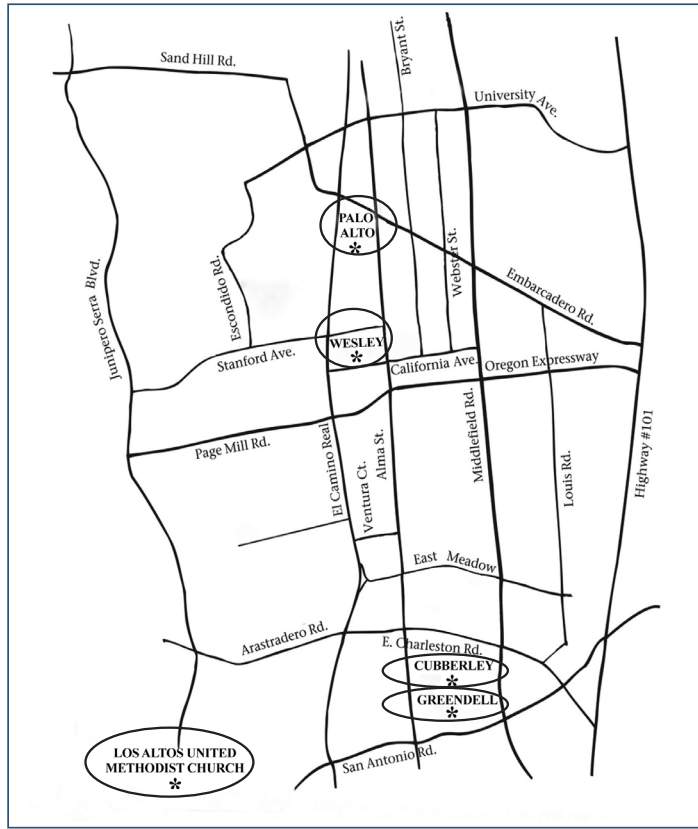 Sand Hill Rd.
Bryant St.
University Ave.
PALO
ALTO
*
Webster St.
Embarcadero Rd.
Escondido Rd.
Junipero Serra Blvd.
WESLEY
*
Stanford Ave.
California Ave.
Oregon Expressway
Page Mill Rd.
El Camino Real
Ventura Ct.
Alma St.
Middlefield Rd.
Louis Rd.
Highway #101
East Meadow
Arastradero Rd.
E. Charleston Rd.
CUBBERLEY
*
GREENDELL
*
San Antonio Rd.
LOS ALTOS UNITED
METHODIST CHURCH
*